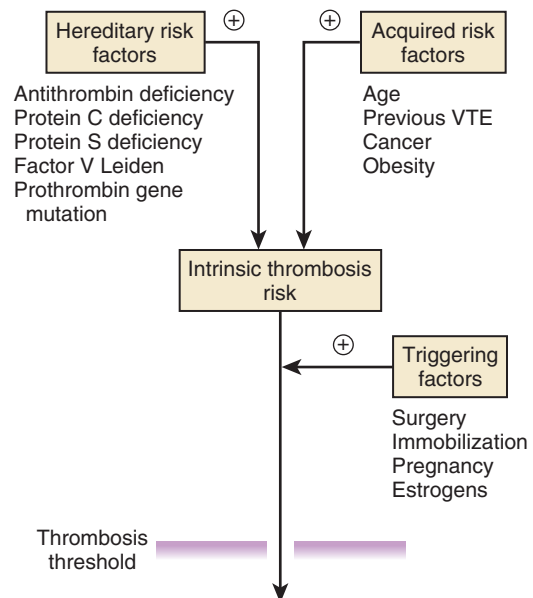 Hereditary risk
factors
+
Antithrombin deficiency
Protein C deficiency
Protein S deficiency
Factor V Leiden
Prothrombin gene
mutation
+
Acquired risk
factors
Age
Previous VTE
Cancer
Obesity
Intrinsic thrombosis
risk
+
Triggering
factors
Surgery
Immobilization
Pregnancy
Estrogens
Thrombosis
threshold